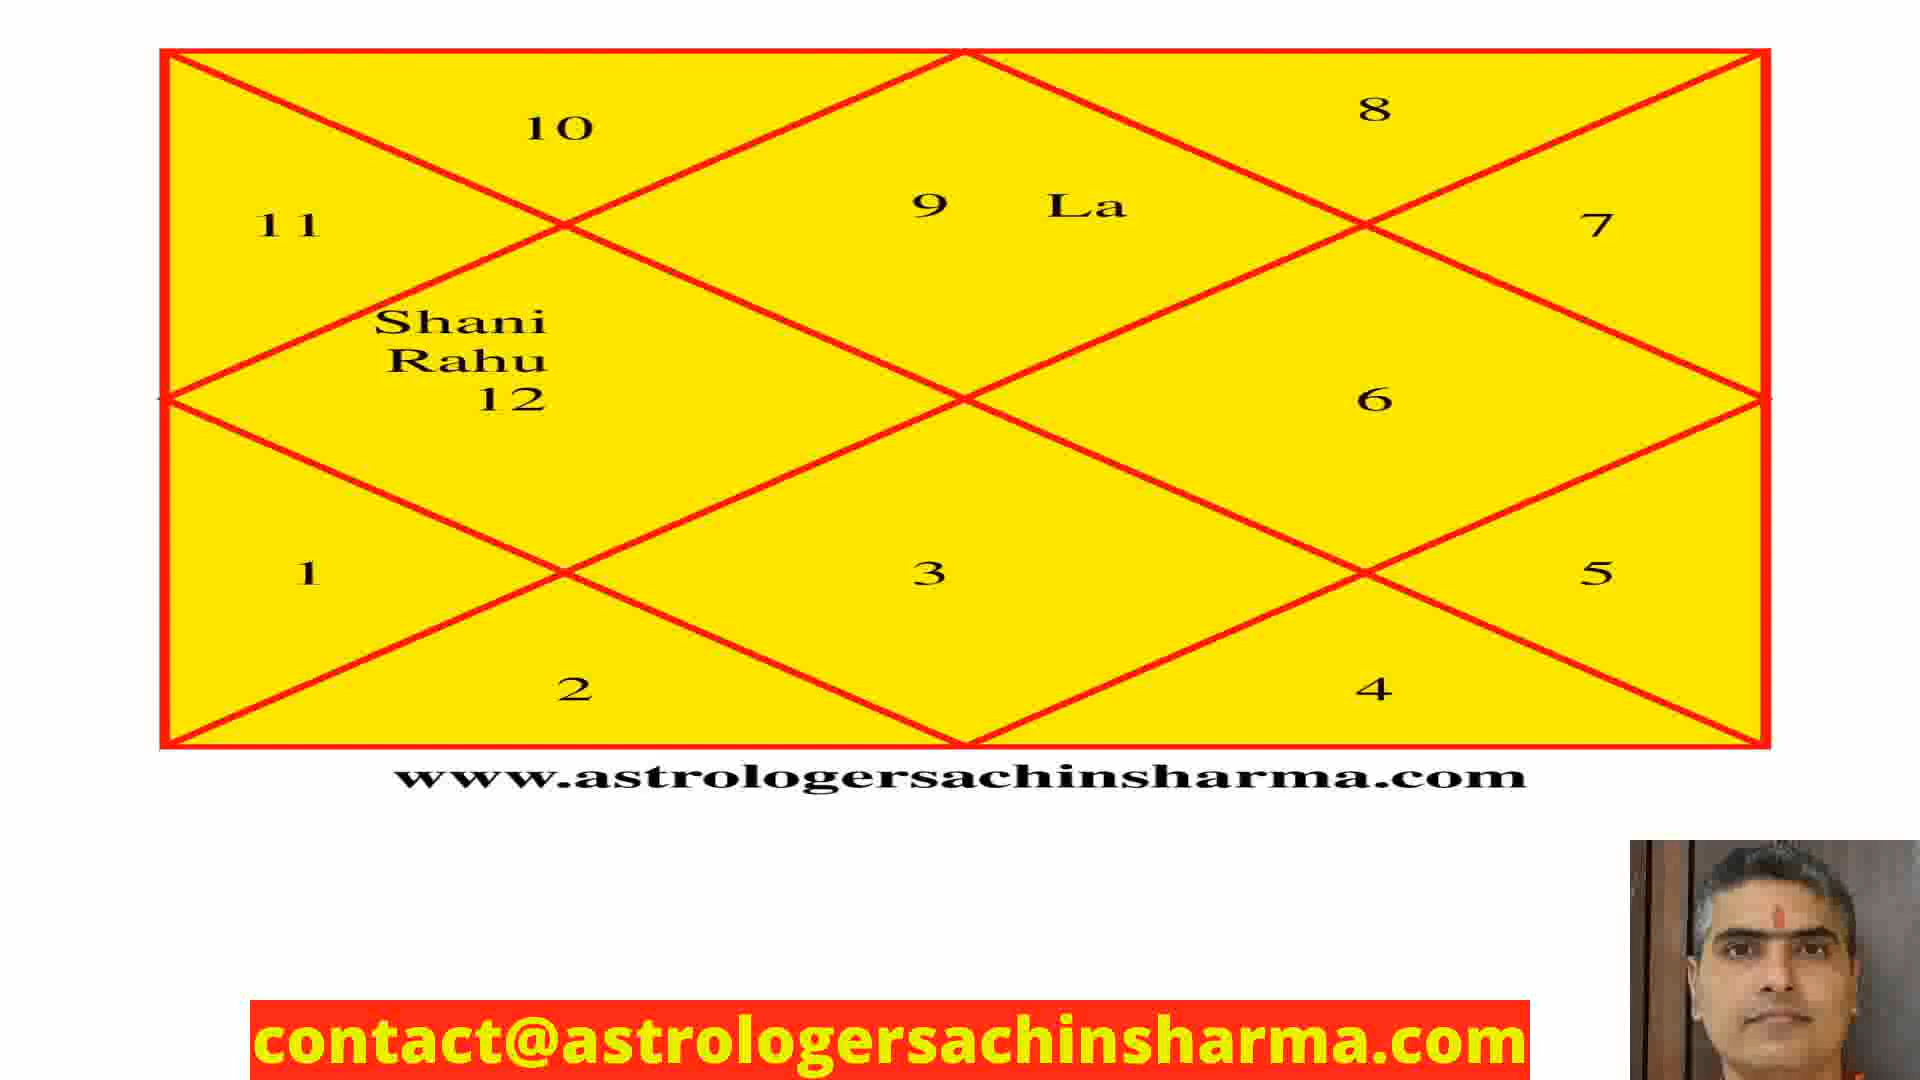 10
8
9 La
11
7
Shani
Rahu
12
6
1
3
5
2
4
www.astrologersachinsharma.com
contact@astrologersachinsharma.com